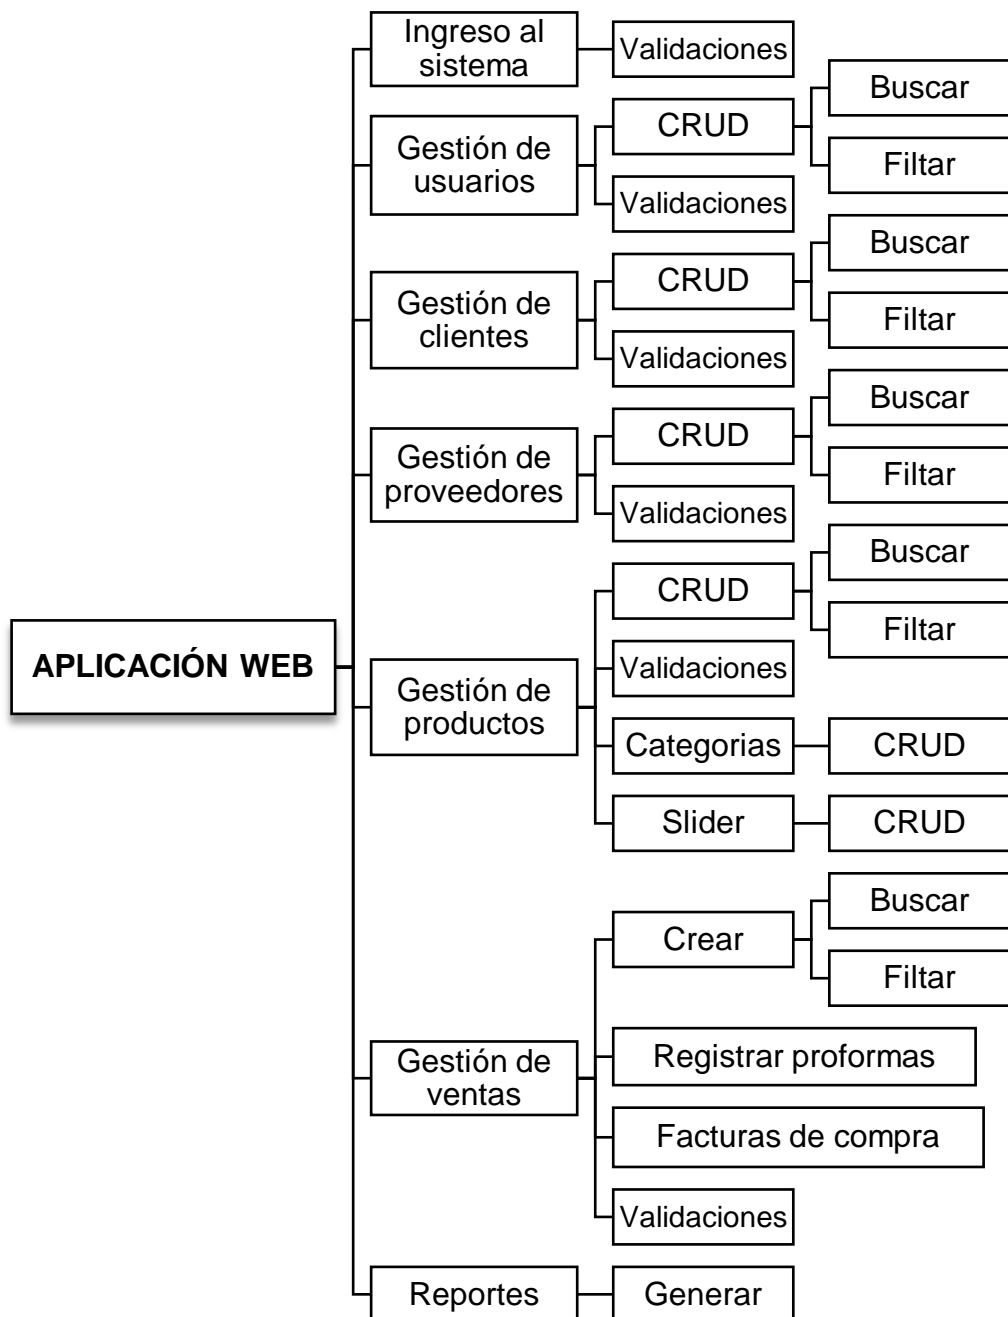 Ingreso al
sistema
Validaciones
Gestión de
usuarios
CRUD
Buscar
Filtar
Validaciones
Gestión de
clientes
CRUD
Buscar
Filtar
Validaciones
Gestión de
proveedores
CRUD
Buscar
Filtar
Validaciones
APLICACIÓN WEB
Gestión de
productos
CRUD
Buscar
Filtar
Validaciones
Categorias
CRUD
Slider
CRUD
Gestión de
ventas
Crear
Buscar
Filtar
Registrar proformas
Facturas de compra
Validaciones
Reportes
Generar